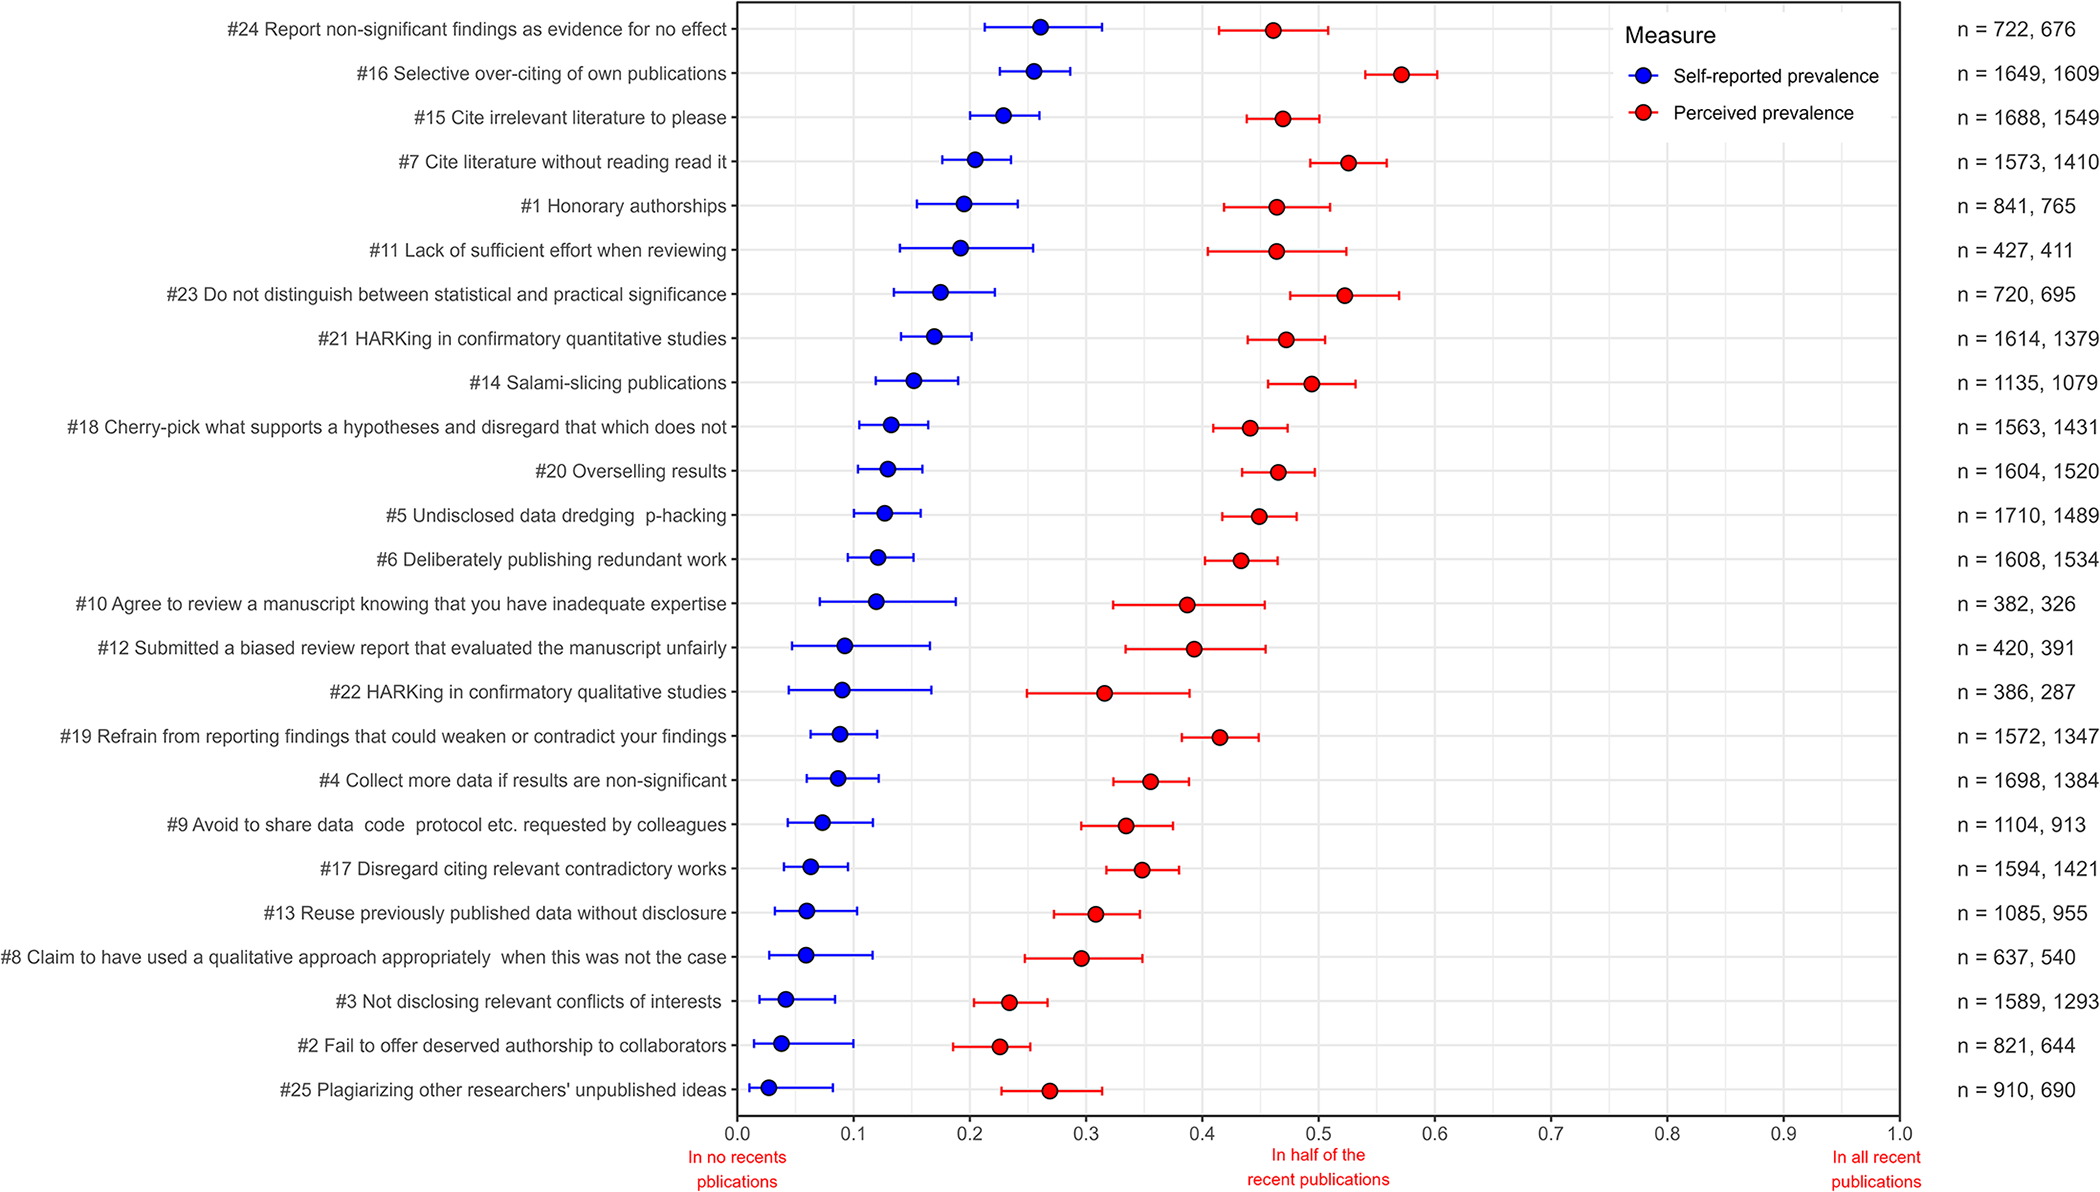 #24 Report non-significant findings as evidence for no effect n = 722, 676
#16 Selective over-citing of own publications n = 1649, 1609
#15 Cite irrelevant literature to please n = 1688, 1549
#7 Cite literature without reading read it n = 1573, 1410
#1 Honorary authorships n = 841, 765
#11 Lack of sufficient effort when reviewing n = 427, 411
#23 Do not distinguish between statistical and practical significance n = 720, 695
#21 HARKing in confirmatory quantitative studies n = 1614, 1379
#14 Salami-slicing publications n = 1135, 1079
#18 Cherry-pick what supports a hypotheses and disregard that which does not n = 1563, 1431
#20 Overselling results n = 1604, 1520
#5 Undisclosed data dredging  p-hacking n = 1710, 1489
#6 Deliberately publishing redundant work n = 1608, 1534
#10 Agree to review a manuscript knowing that you have inadequate expertise n = 382, 326
#12 Submitted a biased review report that evaluated the manuscript unfairly n = 420, 391
#22 HARKing in confirmatory qualitative studies n = 386, 287
#19 Refrain from reporting findings that could weaken or contradict your findings n = 1572, 1347
#4 Collect more data if results are non-significant n = 1698, 1384
#9 Avoid to share data  code  protocol etc. requested by colleagues n = 1104, 913
#17 Disregard citing relevant contradictory works n = 1594, 1421
#13 Reuse previously published data without disclosure n = 1085, 955
#8 Claim to have used a qualitative approach appropriately  when this was not the case n = 637, 540
#3 Not disclosing relevant conflicts of interests n = 1589, 1293
#2 Fail to offer deserved authorship to collaborators n = 821, 644
#25 Plagiarizing other researchers' unpublished ideas n = 910, 690
Measure
Self-reported prevalence
Perceived prevalence
0.0 0.1 0.2 0.3 0.4 0.5 0.6 0.7 0.8 0.9 1.0
In no recents
pblications
In half of the
recent publications
In all recent
publications